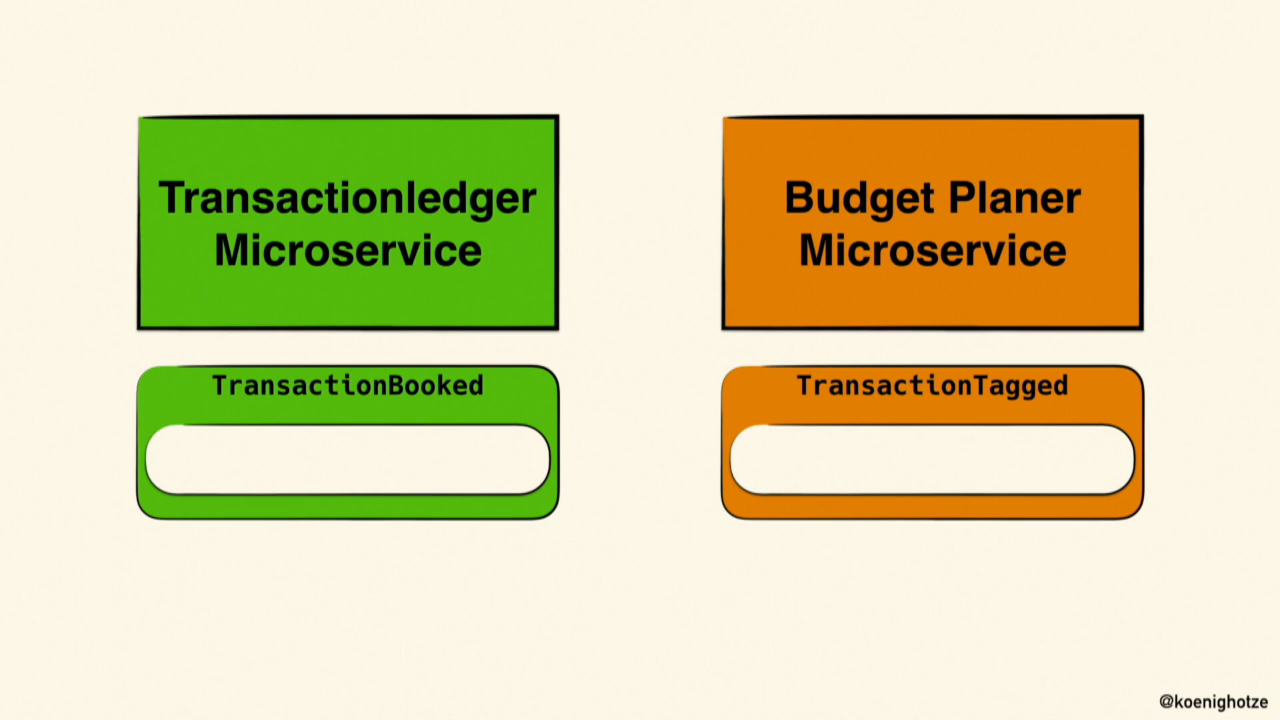 Transactionledger
Microservice
Budget Planer
Microservice
TransactionBooked
TransactionTagged
@koenighotze